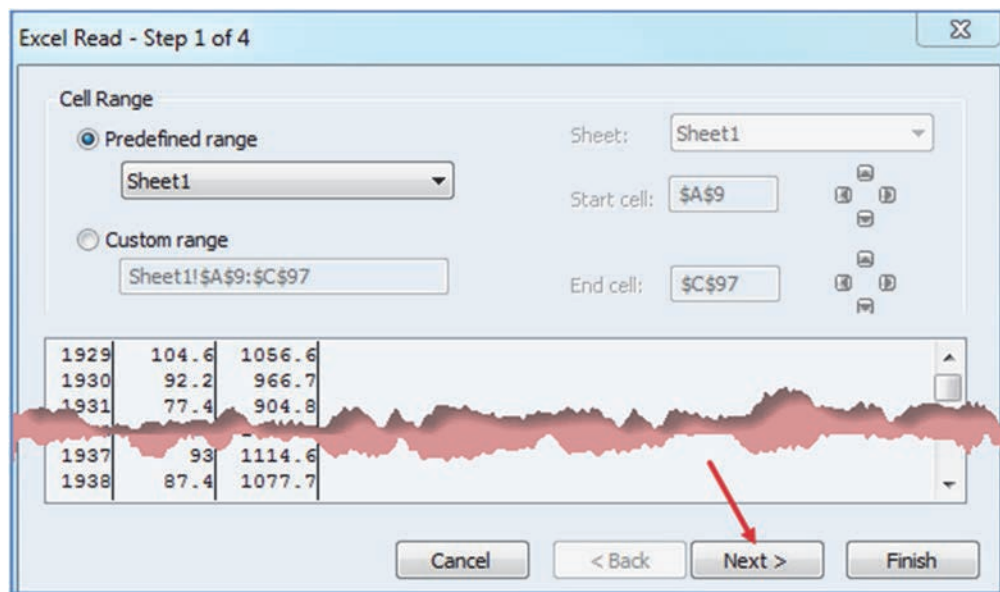 Excel Read - Step 1 of 4
Cell Range
Predefined range
Sheet1
Custom range
Sheet1!$A$9:$C$97
Sheet: Sheet1
Start cell: $A$9
End cell: $C$97
1929 104.6 1056.6
1930 92.2 966.7
1931 77.4 904.8
1937 93 1114.6
1938 87.4 1077.7
Cancel < Back Next > Finish